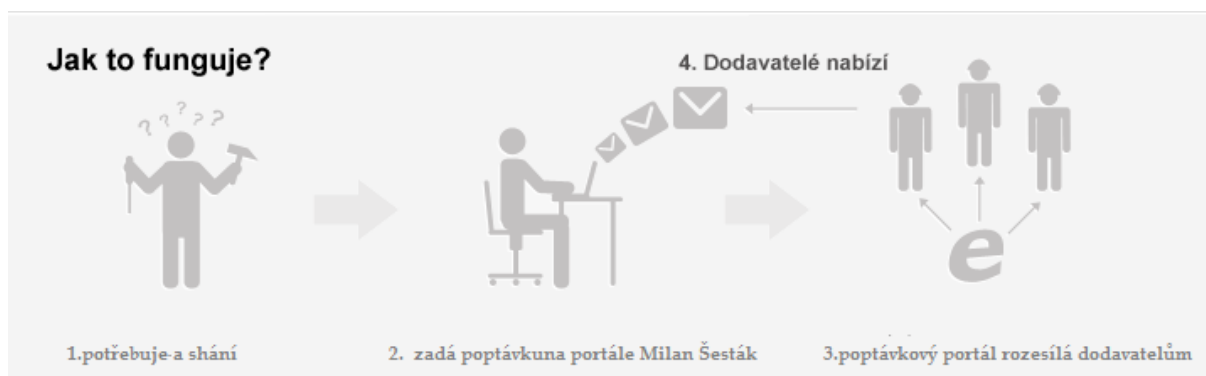 Jak to funguje?
4. Dodavatelé nabízí
? ? ? ? ?
e
1.potřebuje a shání
2. zadá poptávkuna portále Milan Šesták
3.poptávkový portál rozesílá dodavatelům